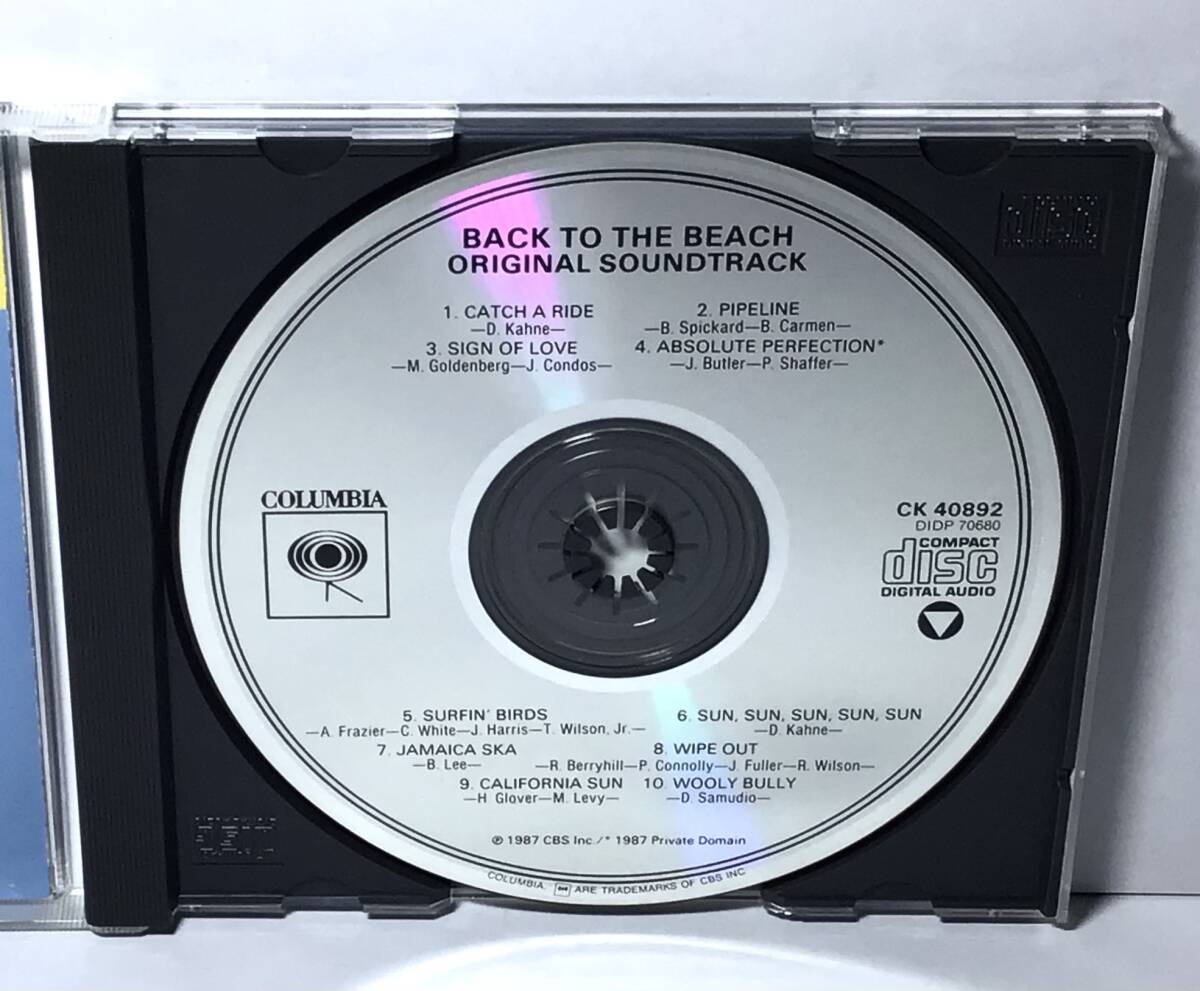 BACK TO THE BEACH
ORIGINAL SOUNDTRACK
1. CATCH A RIDE
—D. Kahne—
2. PIPELINE
—B. Spickard—B. Carmen—
3. SIGN OF LOVE
—M. Goldenberg—J. Condos—
4. ABSOLUTE PERFECTION*
—J. Butler—P. Shaffer—
COLUMBIA
CK 40892
DIDP 70680
COMPACT
disc
DIGITAL AUDIO
5. SURFIN' BIRDS
—A. Frazier—C. White—J. Harris—T. Wilson, Jr.—
6. SUN, SUN, SUN, SUN, SUN
—D. Kahne—
7. JAMAICA SKA
—B. Lee—
8. WIPE OUT
—R. Berryhill—P. Connolly—J. Fuller—R. Wilson—
9. CALIFORNIA SUN
—H. Glover—M. Levy—
10. WOOLY BULLY
—D. Samudio—
℗ 1987 CBS Inc./* 1987 Private Domain
COLUMBIA, ARE TRADEMARKS OF CBS INC.